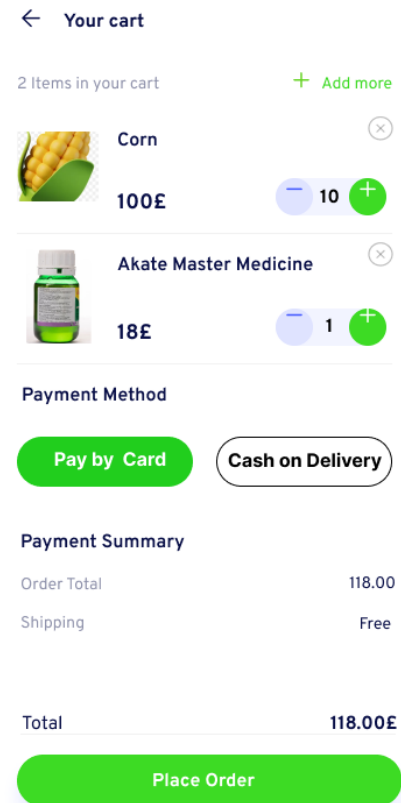 Your cart
2 Items in your cart
+ Add more
Corn
100£
10
Akate Master Medicine
18£
1
Payment Method
Pay by Card
Cash on Delivery
Payment Summary
Order Total 118.00
Shipping Free
Total 118.00£
Place Order